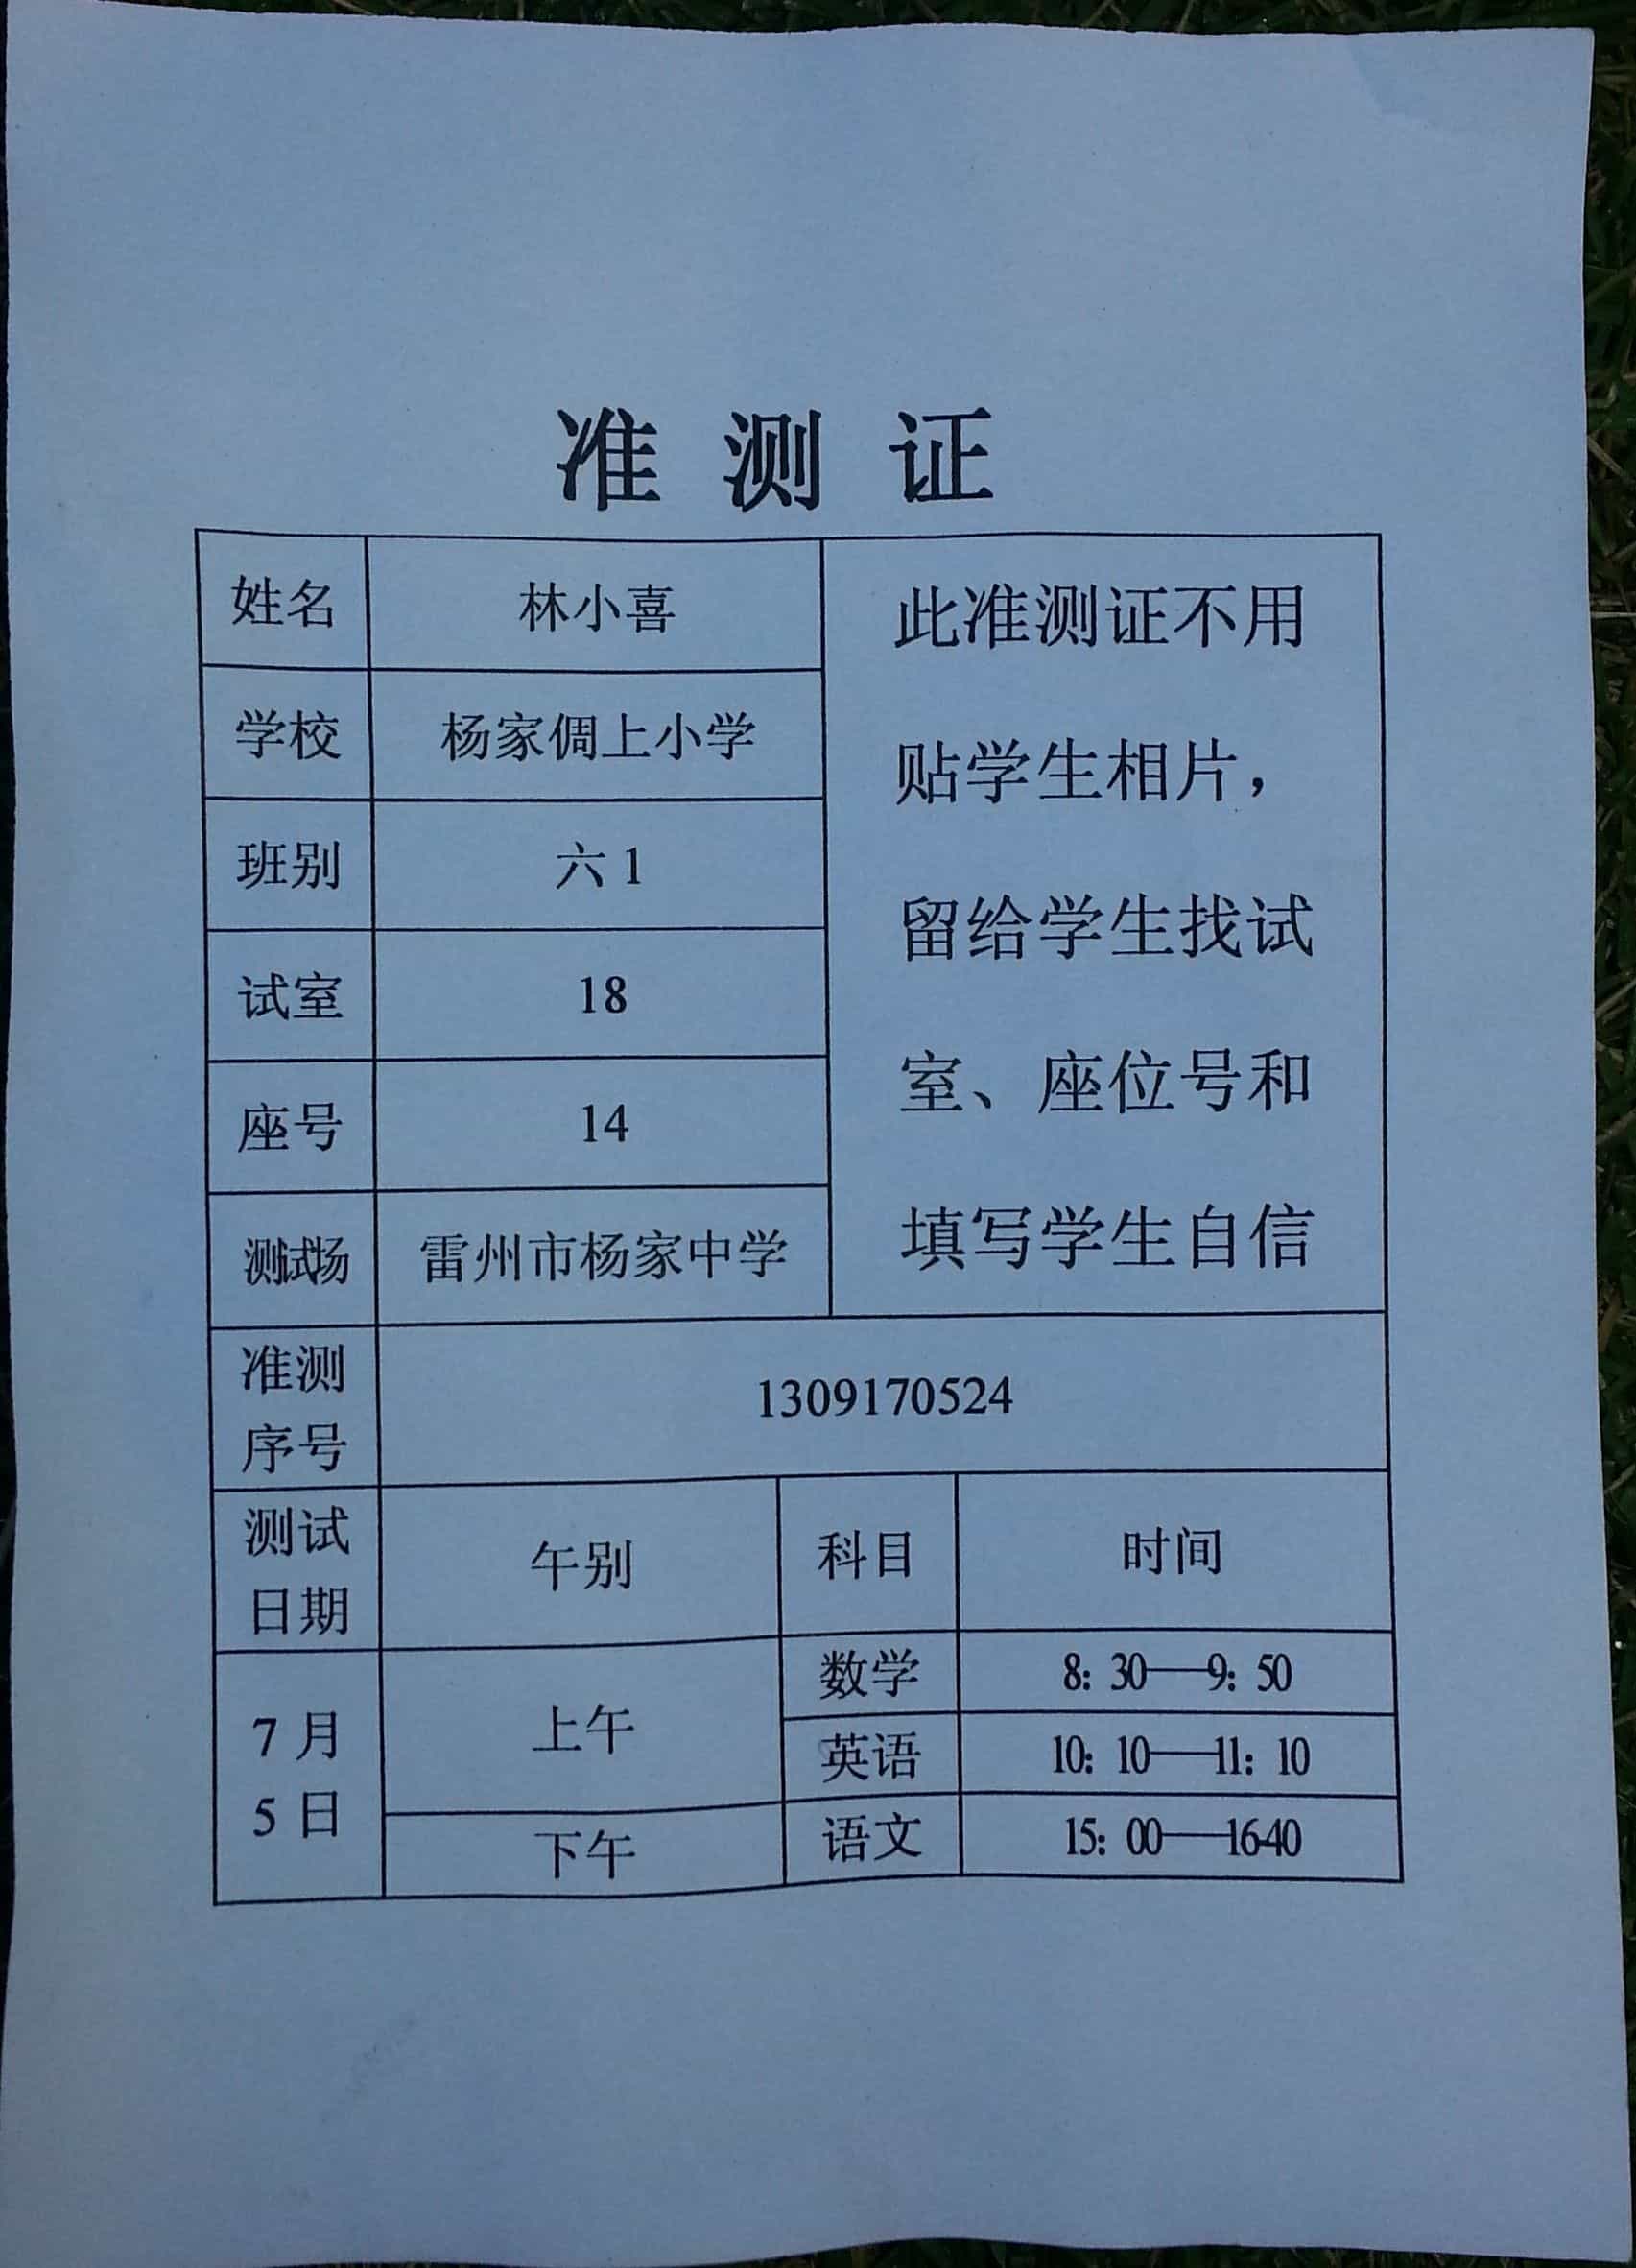 准测证
姓名 林小喜
学校 杨家倜上小学
班别 六1
试室 18
座号 14
测试场 雷州市杨家中学
此准测证不用
贴学生相片，
留给学生找试
室、座位号和
填写学生自信
准测
序号
1309170524
测试
日期
午别 科目 时间
7月
5日
上午
数学 8：30——9：50
英语 10：10——11：10
下午 语文 15：00——1640